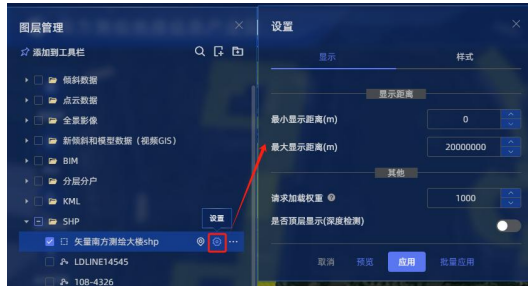 图层管理
添加到工具栏
倾斜数据
点云数据
全景影像
新倾斜和模型数据（视频GIS）
BIM
分层分户
KML
SHP
设置
矢量南方测绘大楼shp
LDLINE14545
108-4326
设置
显示
样式
显示距离
最小显示距离(m)
0
最大显示距离(m)
20000000
其他
请求加载权重
1000
是否顶层显示(深度检测)
取消
预览
应用
批量应用